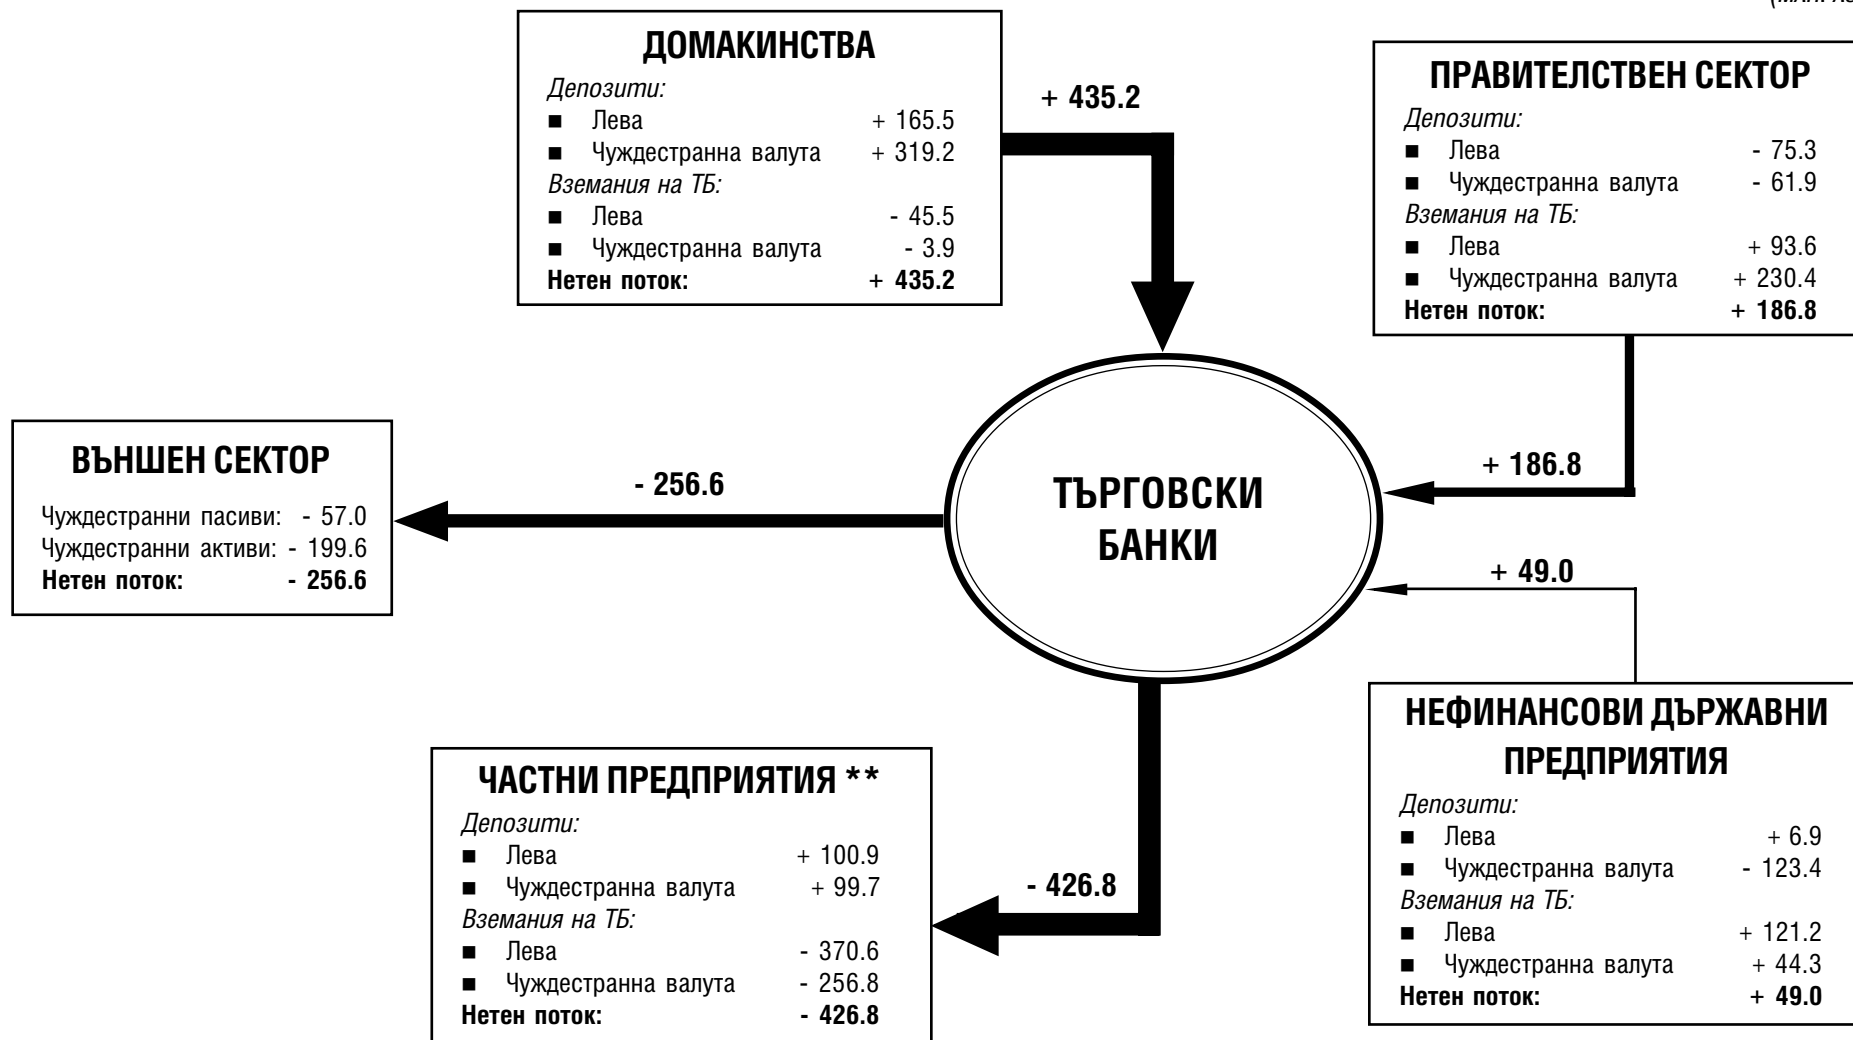 ДОМАКИНСТВА
Депозити:
■ Лева + 165.5
■ Чуждестранна валута + 319.2
Вземания на ТБ:
■ Лева - 45.5
■ Чуждестранна валута - 3.9
Нетен поток: + 435.2
+ 435.2
ПРАВИТЕЛСТВЕН СЕКТОР
Депозити:
■ Лева - 75.3
■ Чуждестранна валута - 61.9
Вземания на ТБ:
■ Лева + 93.6
■ Чуждестранна валута + 230.4
Нетен поток: + 186.8
+ 186.8
ВЪНШЕН СЕКТОР
Чуждестранни пасиви: - 57.0
Чуждестранни активи: - 199.6
Нетен поток: - 256.6
- 256.6
ТЪРГОВСКИ
БАНКИ
+ 49.0
НЕФИНАНСОВИ ДЪРЖАВНИ
ПРЕДПРИЯТИЯ
Депозити:
■ Лева + 6.9
■ Чуждестранна валута - 123.4
Вземания на ТБ:
■ Лева + 121.2
■ Чуждестранна валута + 44.3
Нетен поток: + 49.0
ЧАСТНИ ПРЕДПРИЯТИЯ **
Депозити:
■ Лева + 100.9
■ Чуждестранна валута + 99.7
Вземания на ТБ:
■ Лева - 370.6
■ Чуждестранна валута - 256.8
Нетен поток: - 426.8
- 426.8